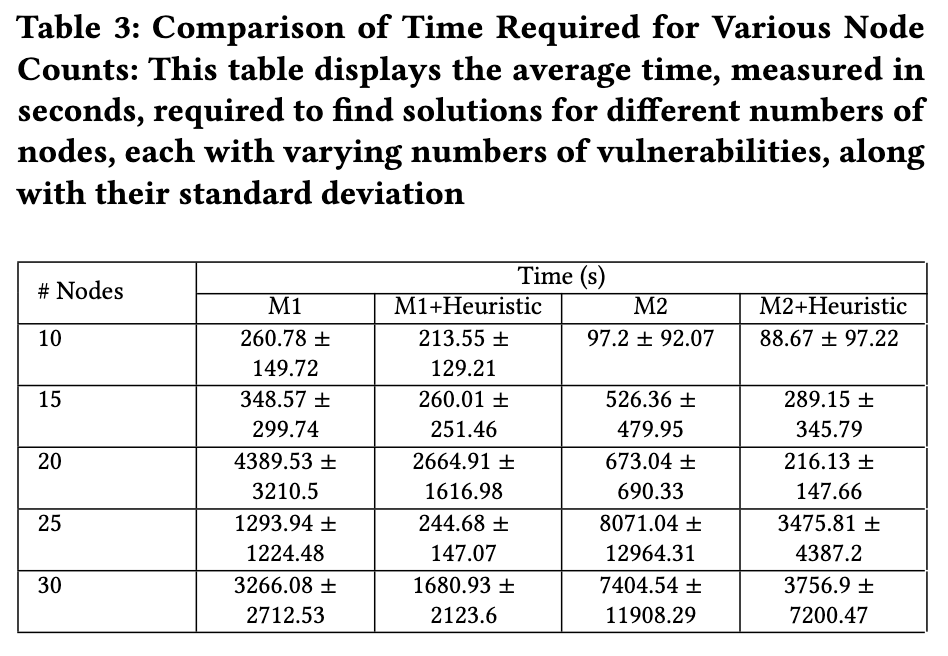 Table 3: Comparison of Time Required for Various Node
Counts: This table displays the average time, measured in
seconds, required to find solutions for different numbers of
nodes, each with varying numbers of vulnerabilities, along
with their standard deviation
# Nodes
Time (s)
M1 M1+Heuristic M2 M2+Heuristic
10 260.78 ± 213.55 ± 97.2 ± 92.07 88.67 ± 97.22
149.72 129.21
15 348.57 ± 260.01 ± 526.36 ± 289.15 ±
299.74 251.46 479.95 345.79
20 4389.53 ± 2664.91 ± 673.04 ± 216.13 ±
3210.5 1616.98 690.33 147.66
25 1293.94 ± 244.68 ± 8071.04 ± 3475.81 ±
1224.48 147.07 12964.31 4387.2
30 3266.08 ± 1680.93 ± 7404.54 ± 3756.9 ±
2712.53 2123.6 11908.29 7200.47